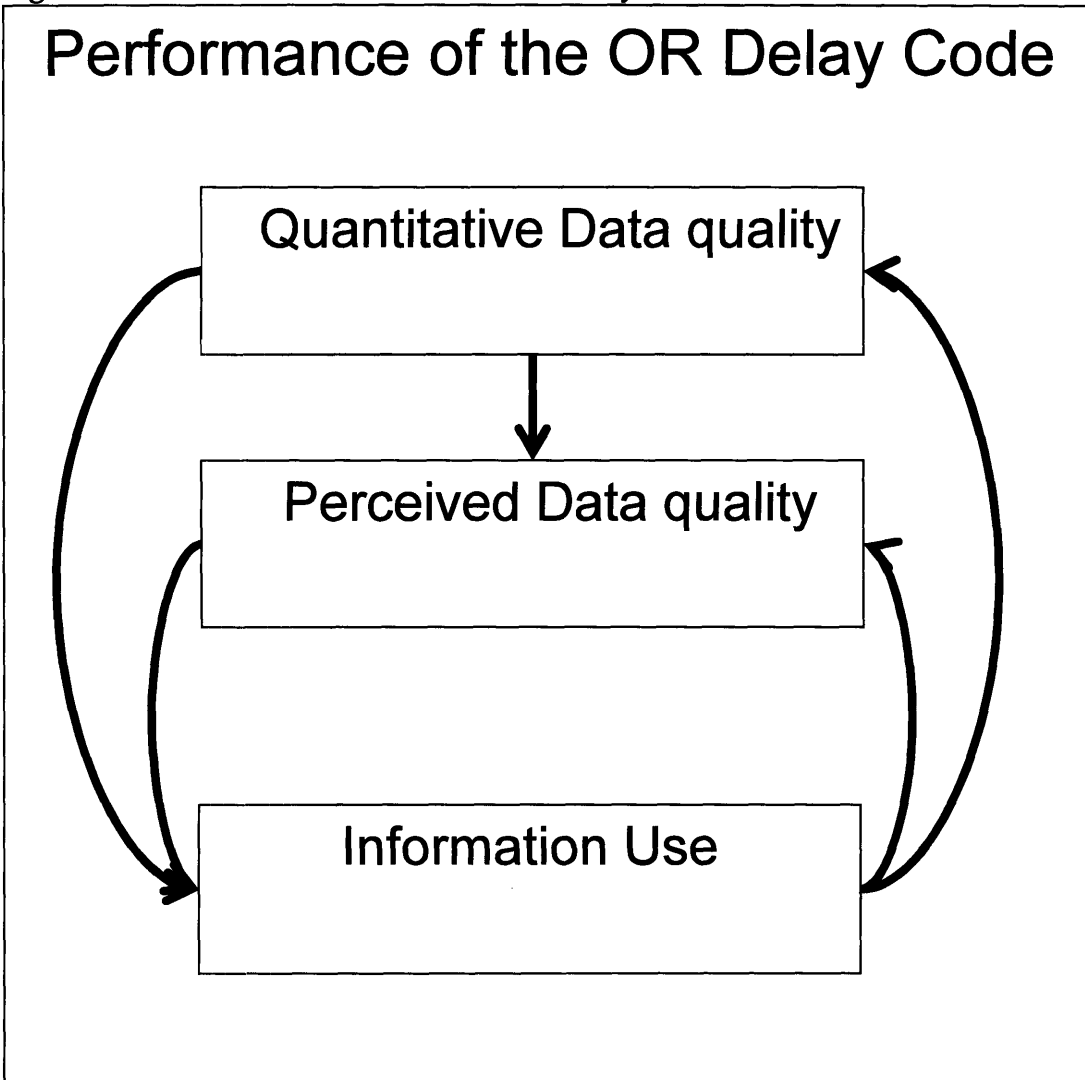 Performance of the OR Delay Code
Quantitative Data quality
Perceived Data quality
Information Use